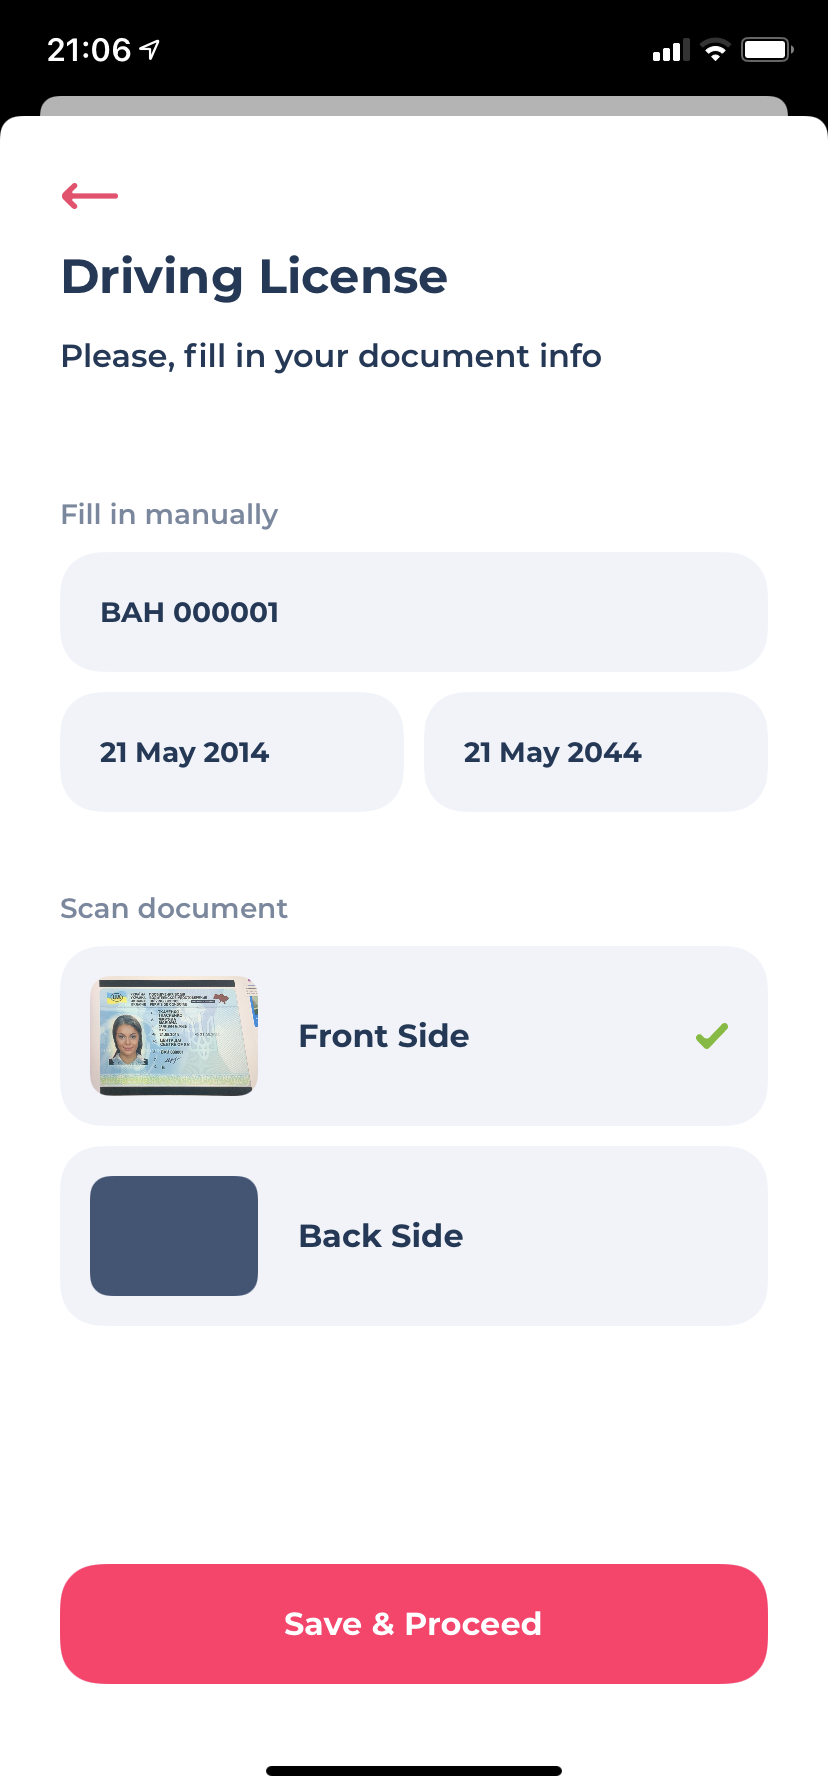 21:06
Driving License
Please, fill in your document info
Fill in manually
BAH 000001
21 May 2014
21 May 2044
Scan document
Front Side
Back Side
Save & Proceed